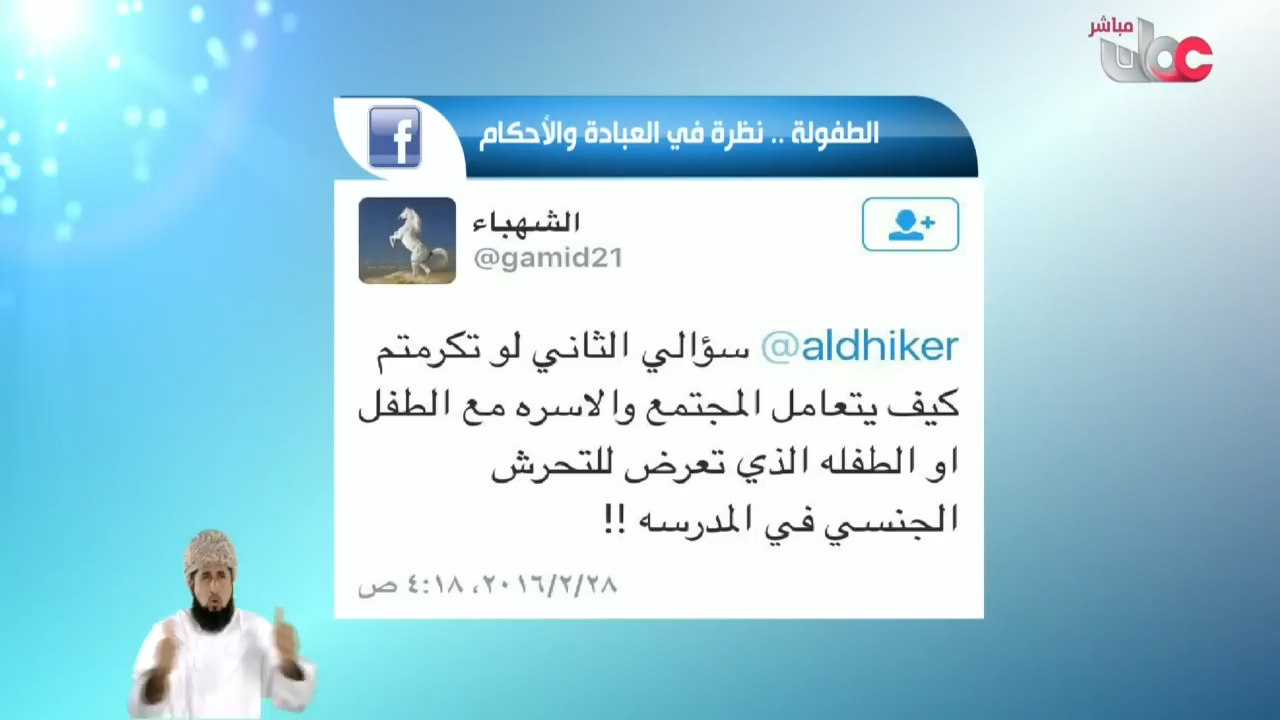 مباشر
الطفولة .. نظرة في العبادة والأحكام
الشهباء
@gamid21
@aldhiker سؤالي الثاني لو تكرمتم
كيف يتعامل المجتمع والاسره مع الطفل
او الطفله الذي تعرض للتحرش
الجنسي في المدرسه !!
٢٠١٦/٢/٢٨، ٤:١٨ ص